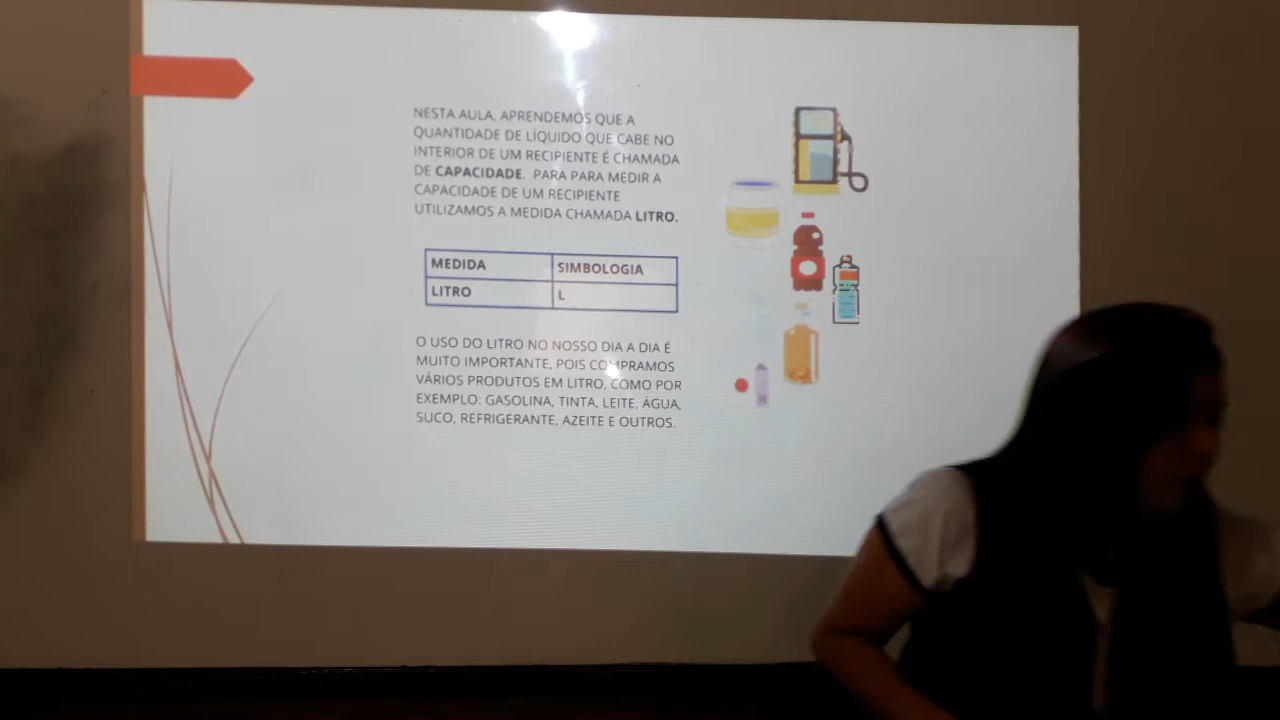 NESTA AULA, APRENDEMOS QUE A
QUANTIDADE DE LÍQUIDO QUE CABE NO
INTERIOR DE UM RECIPIENTE É CHAMADA
DE CAPACIDADE. PARA PARA MEDIR A
CAPACIDADE DE UM RECIPIENTE
UTILIZAMOS A MEDIDA CHAMADA LITRO.
MEDIDA SIMBOLOGIA
LITRO L
O USO DO LITRO NO NOSSO DIA A DIA É
MUITO IMPORTANTE, POIS COMPRAMOS
VÁRIOS PRODUTOS EM LITRO, COMO POR
EXEMPLO: GASOLINA, TINTA, LEITE, ÁGUA,
SUCO, REFRIGERANTE, AZEITE E OUTROS.